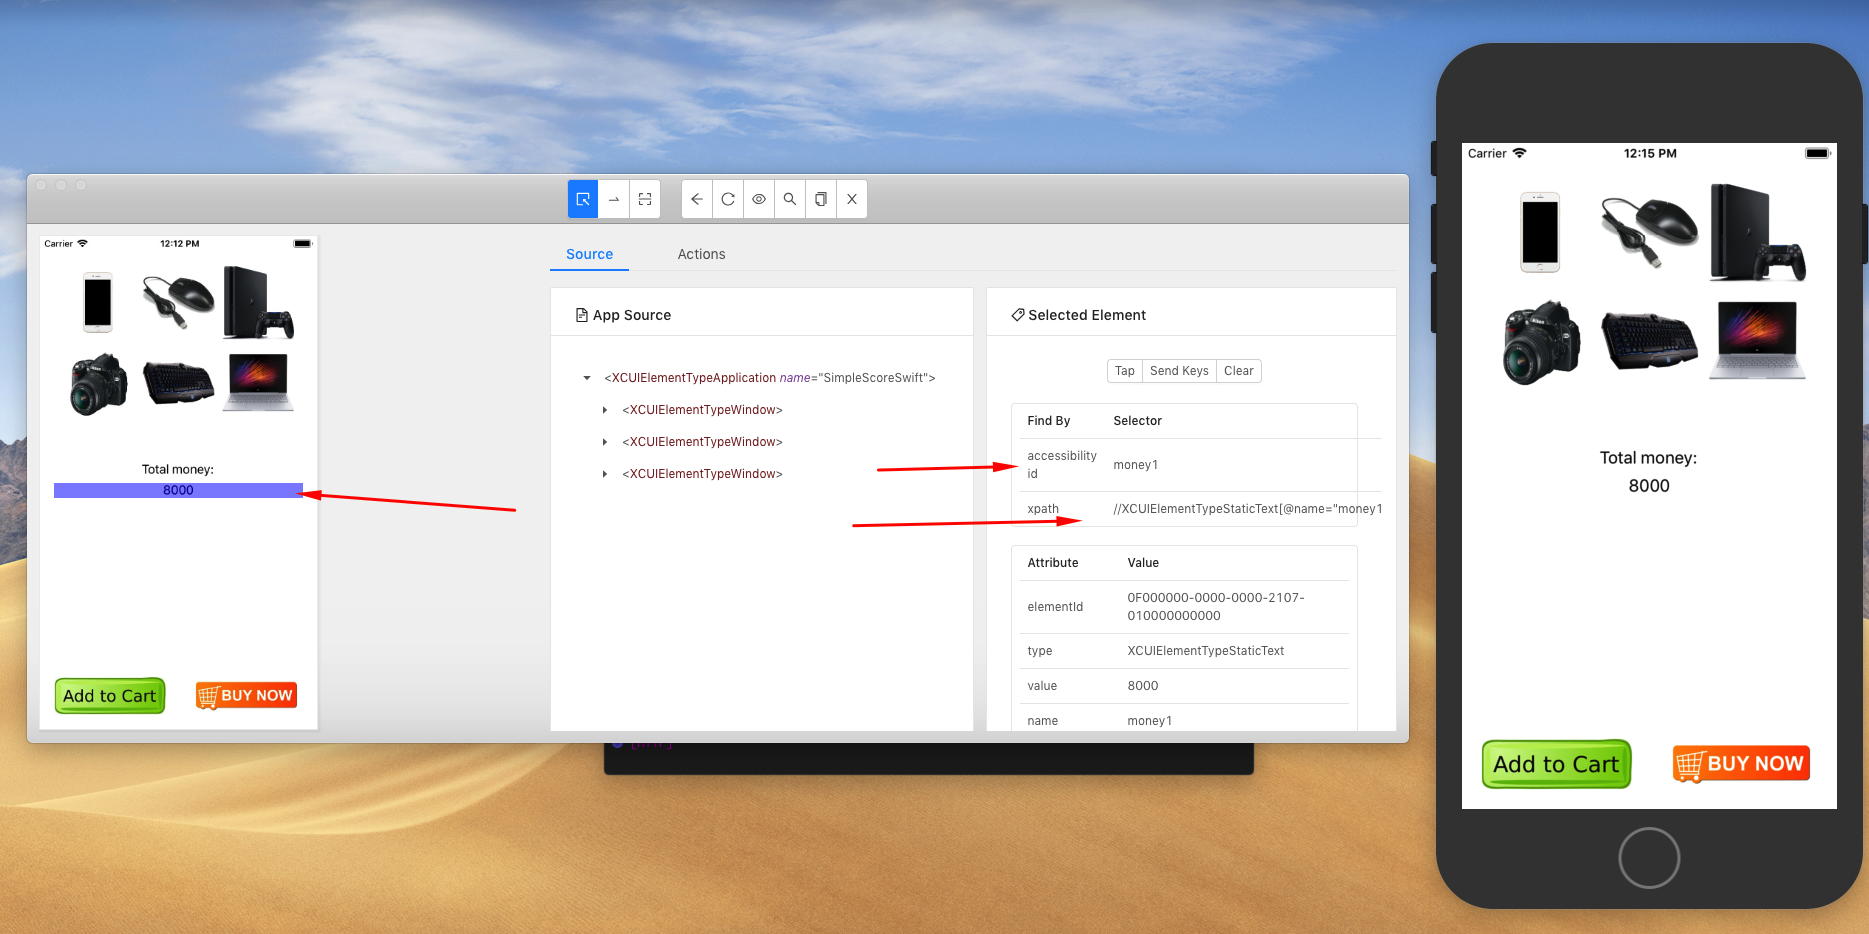 Carrier 12:12 PM
Total money:
8000
Add to Cart
BUY NOW
Source Actions
App Source
<XCUIElementTypeApplication name="SimpleScoreSwift">
<XCUIElementTypeWindow>
<XCUIElementTypeWindow>
<XCUIElementTypeWindow>
Selected Element
Tap Send Keys Clear
Find By Selector
accessibility
id money1
xpath //XCUIElementTypeStaticText[@name="money1
Attribute Value
elementId 0F000000-0000-0000-2107-
010000000000
type XCUIElementTypeStaticText
value 8000
name money1
Carrier 12:15 PM
Total money:
8000
Add to Cart
BUY NOW